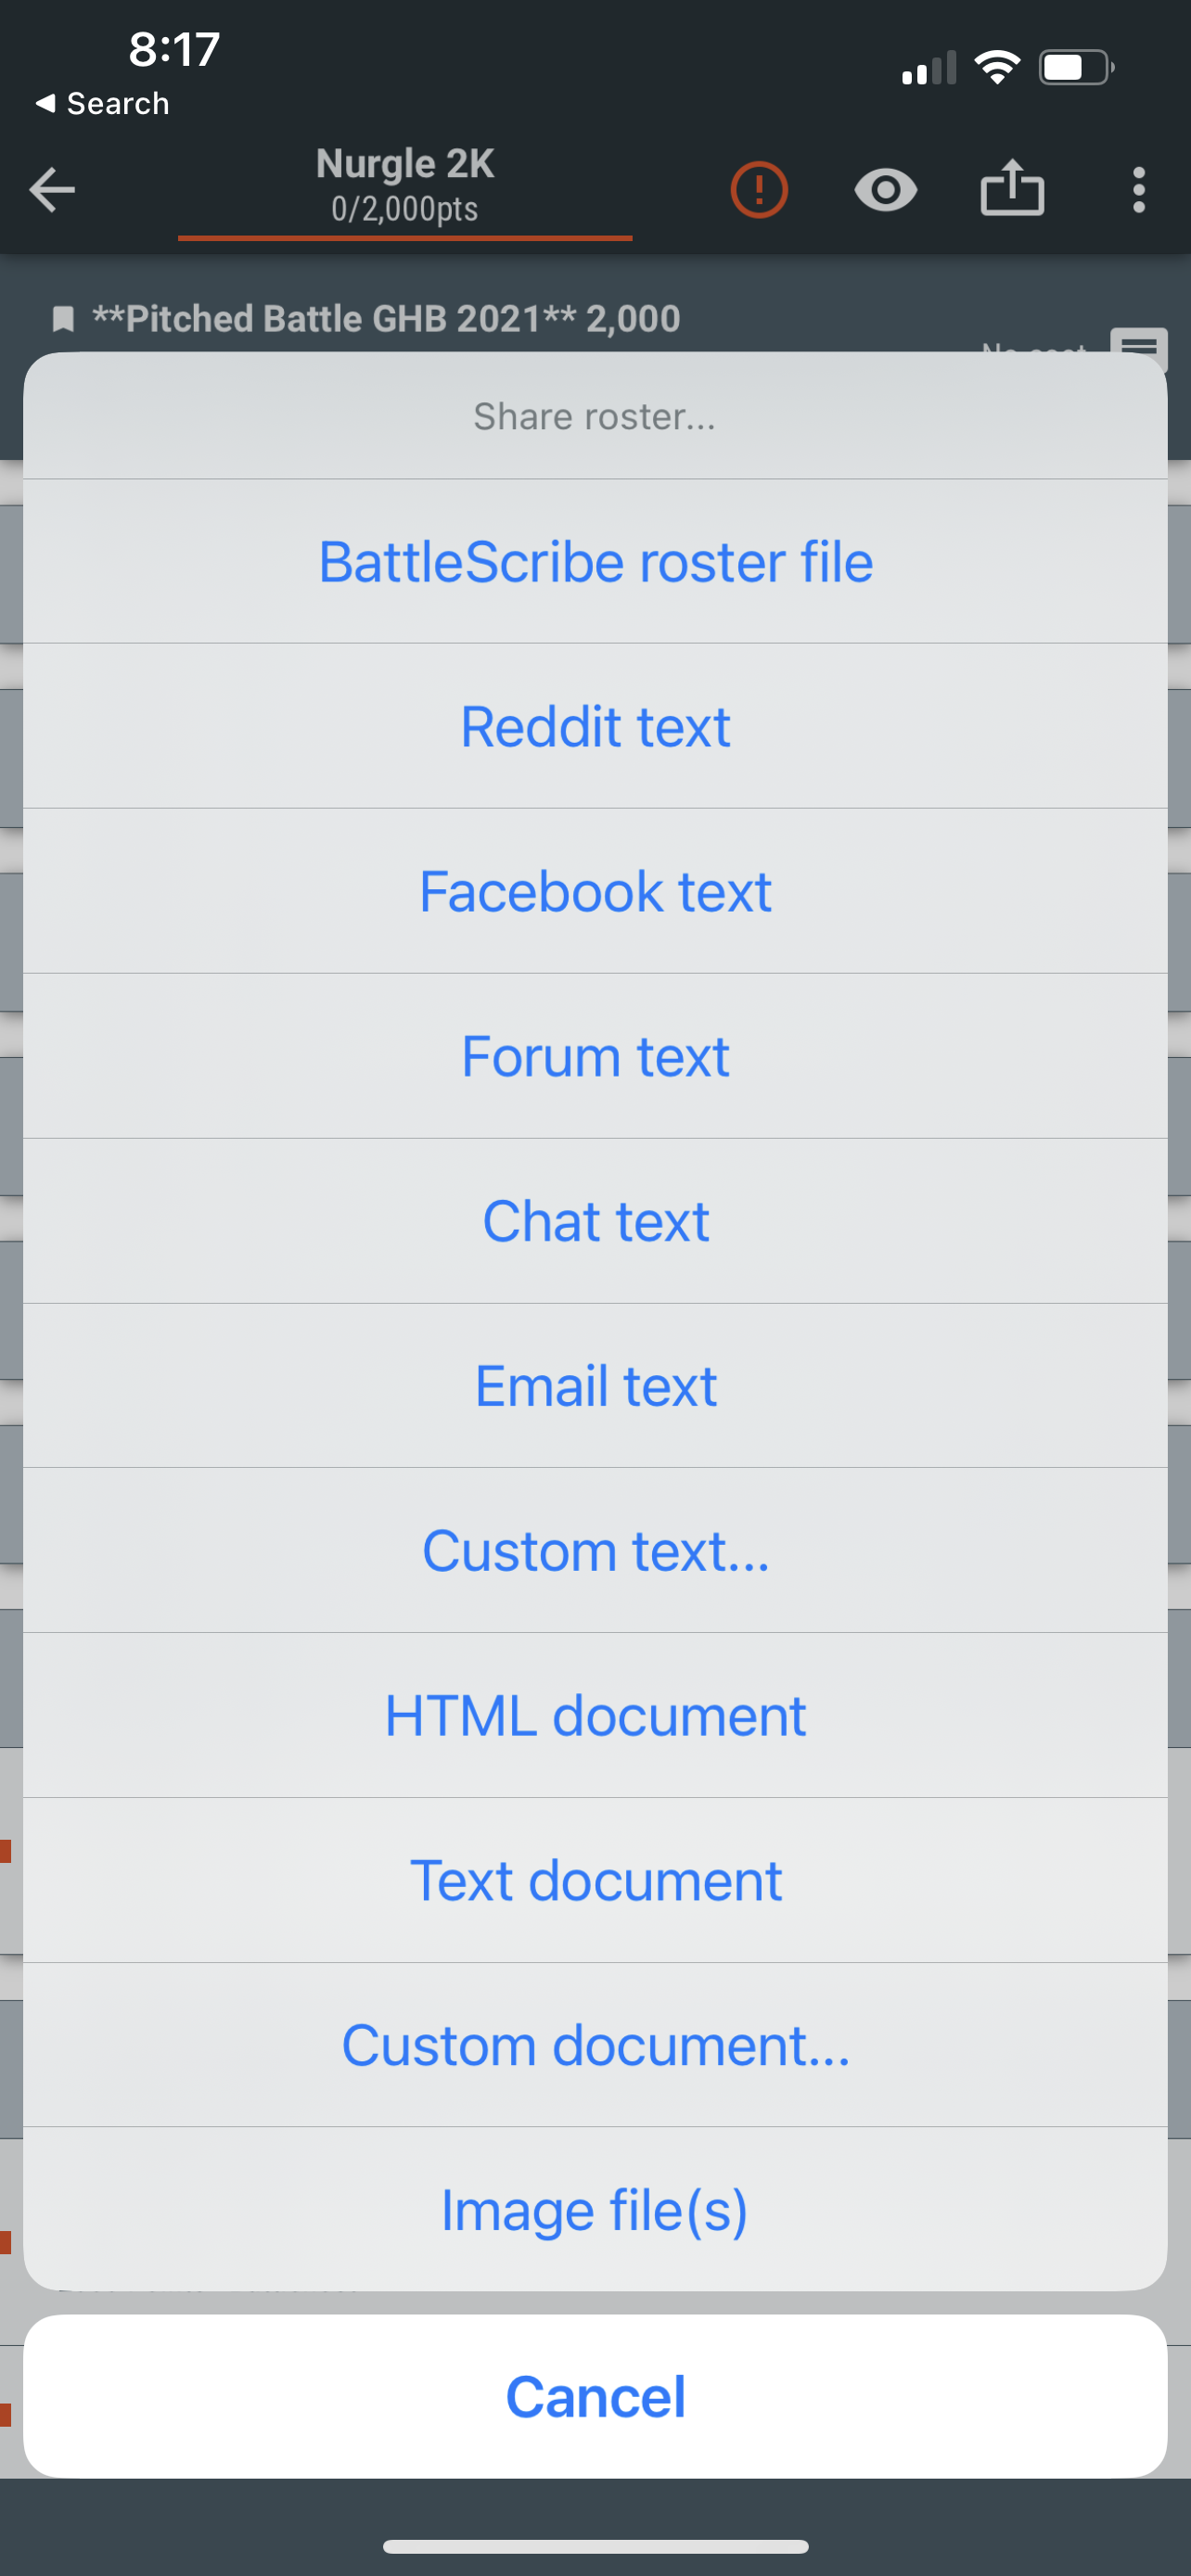 8:17
◀ Search
Nurgle 2K
0/2,000pts
**Pitched Battle GHB 2021** 2,000
No cost
Share roster...
BattleScribe roster file
Reddit text
Facebook text
Forum text
Chat text
Email text
Custom text...
HTML document
Text document
Custom document...
Image file(s)
Cancel